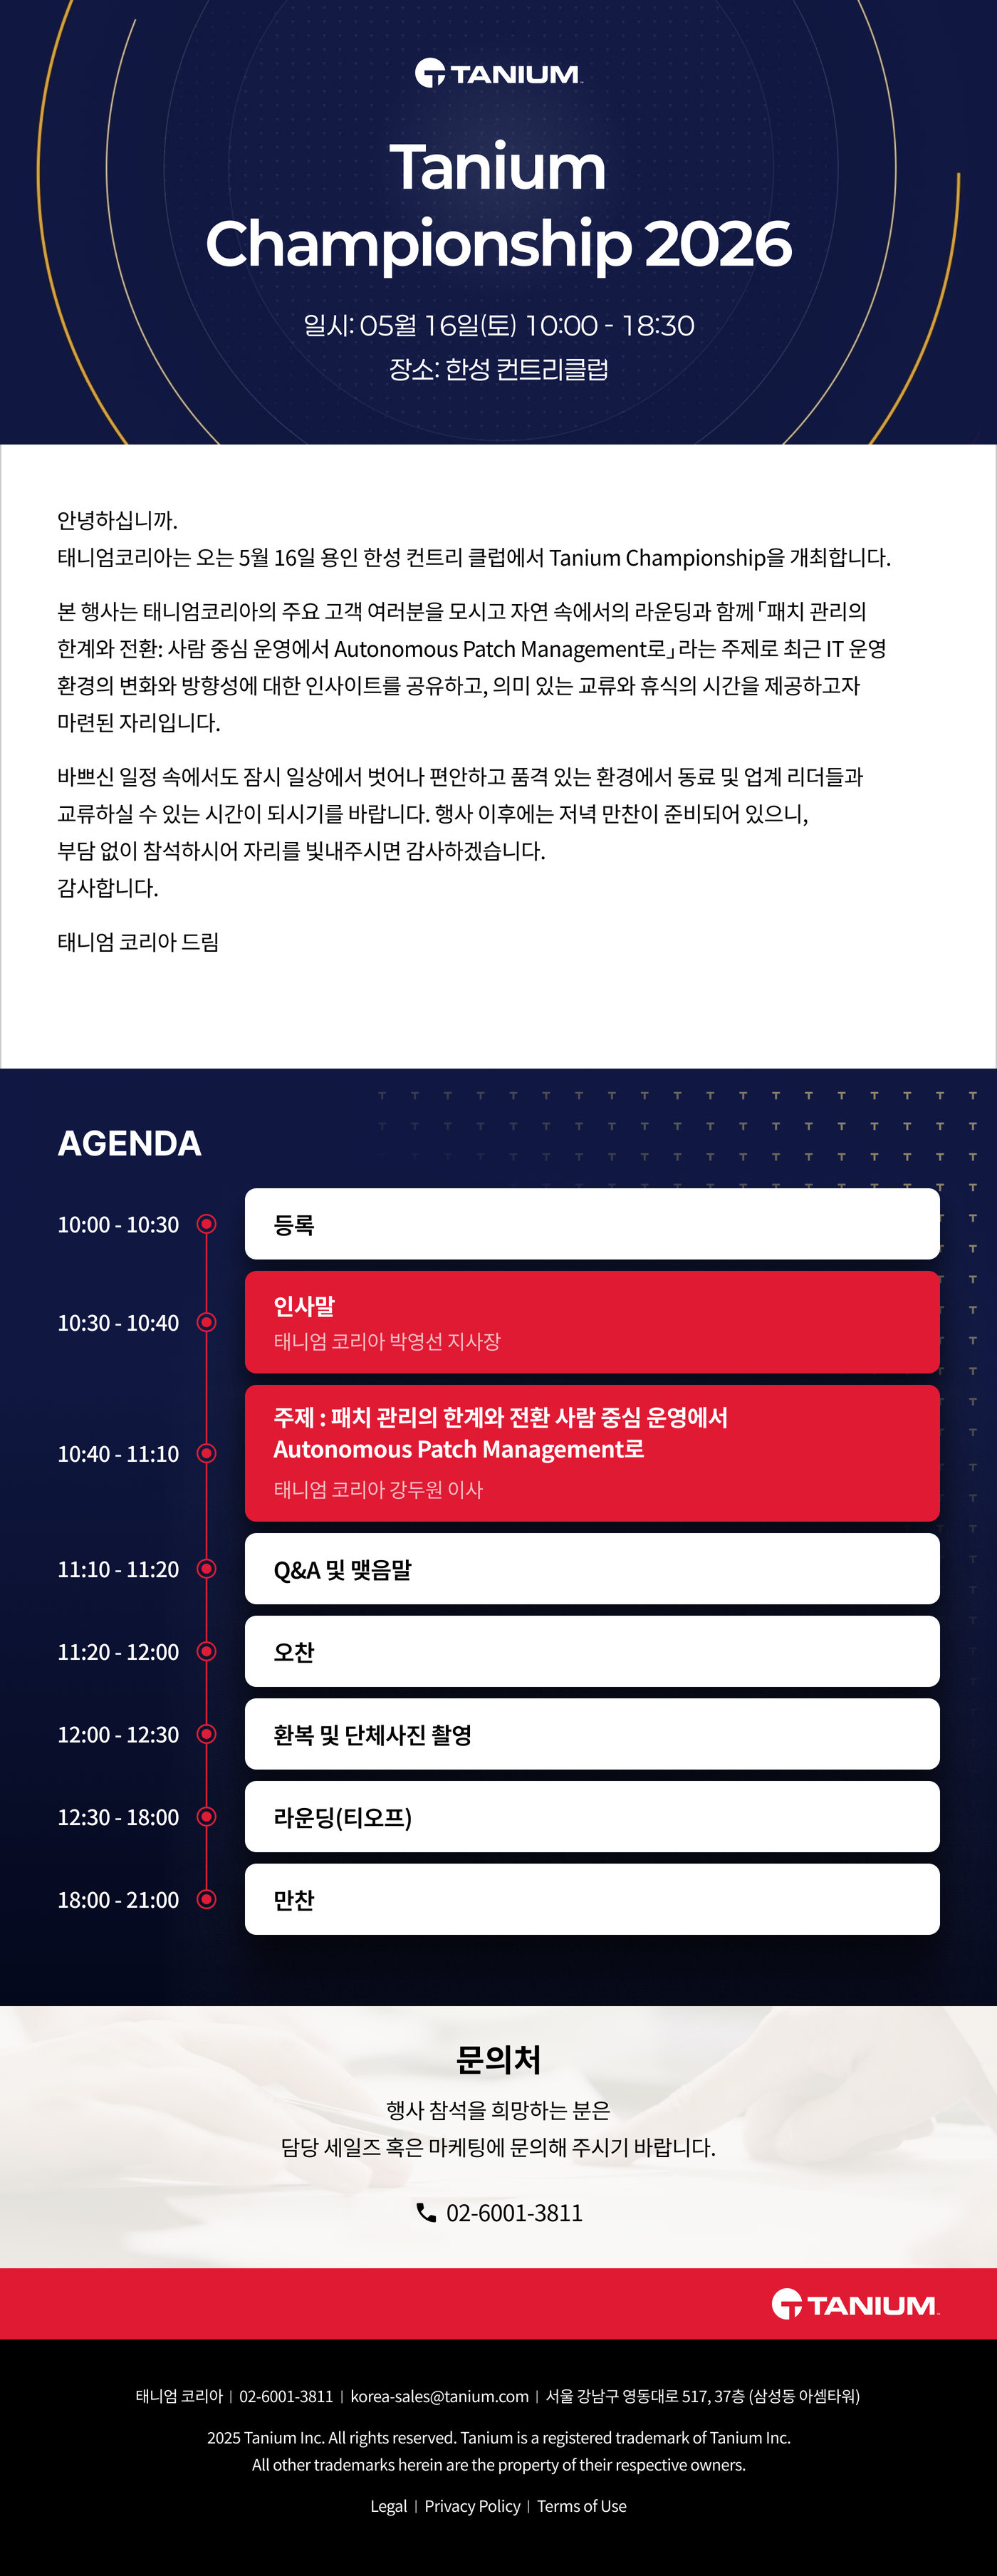 TANIUM
Tanium
Championship 2026
일시: 05월 16일(토) 10:00 - 18:30
장소: 한성 컨트리클럽
안녕하십니까.
태니엄코리아는 오는 5월 16일 용인 한성 컨트리 클럽에서 Tanium Championship을 개최합니다.
본 행사는 태니엄코리아의 주요 고객 여러분을 모시고 자연 속에서의 라운딩과 함께 「패치 관리의
한계와 전환: 사람 중심 운영에서 Autonomous Patch Management로」라는 주제로 최근 IT 운영
환경의 변화와 방향성에 대한 인사이트를 공유하고, 의미 있는 교류와 휴식의 시간을 제공하고자
마련된 자리입니다.
바쁘신 일정 속에서도 잠시 일상에서 벗어나 편안하고 품격 있는 환경에서 동료 및 업계 리더들과
교류하실 수 있는 시간이 되시기를 바랍니다. 행사 이후에는 저녁 만찬이 준비되어 있으니,
부담 없이 참석하시어 자리를 빛내주시면 감사하겠습니다.
감사합니다.
태니엄 코리아 드림
AGENDA
10:00 - 10:30 등록
10:30 - 10:40 인사말
태니엄 코리아 박영선 지사장
주제 : 패치 관리의 한계와 전환 사람 중심 운영에서
10:40 - 11:10 Autonomous Patch Management로
태니엄 코리아 강두원 이사
11:10 - 11:20 Q&A 및 맺음말
11:20 - 12:00 오찬
12:00 - 12:30 환복 및 단체사진 촬영
12:30 - 18:00 라운딩(티오프)
18:00 - 21:00 만찬
문의처
행사 참석을 희망하는 분은
담당 세일즈 혹은 마케팅에 문의해 주시기 바랍니다.
02-6001-3811
TANIUM
태니엄 코리아 | 02-6001-3811 | korea-sales@tanium.com | 서울 강남구 영동대로 517, 37층 (삼성동 아셈타워)
2025 Tanium Inc. All rights reserved. Tanium is a registered trademark of Tanium Inc.
All other trademarks herein are the property of their respective owners.
Legal | Privacy Policy | Terms of Use